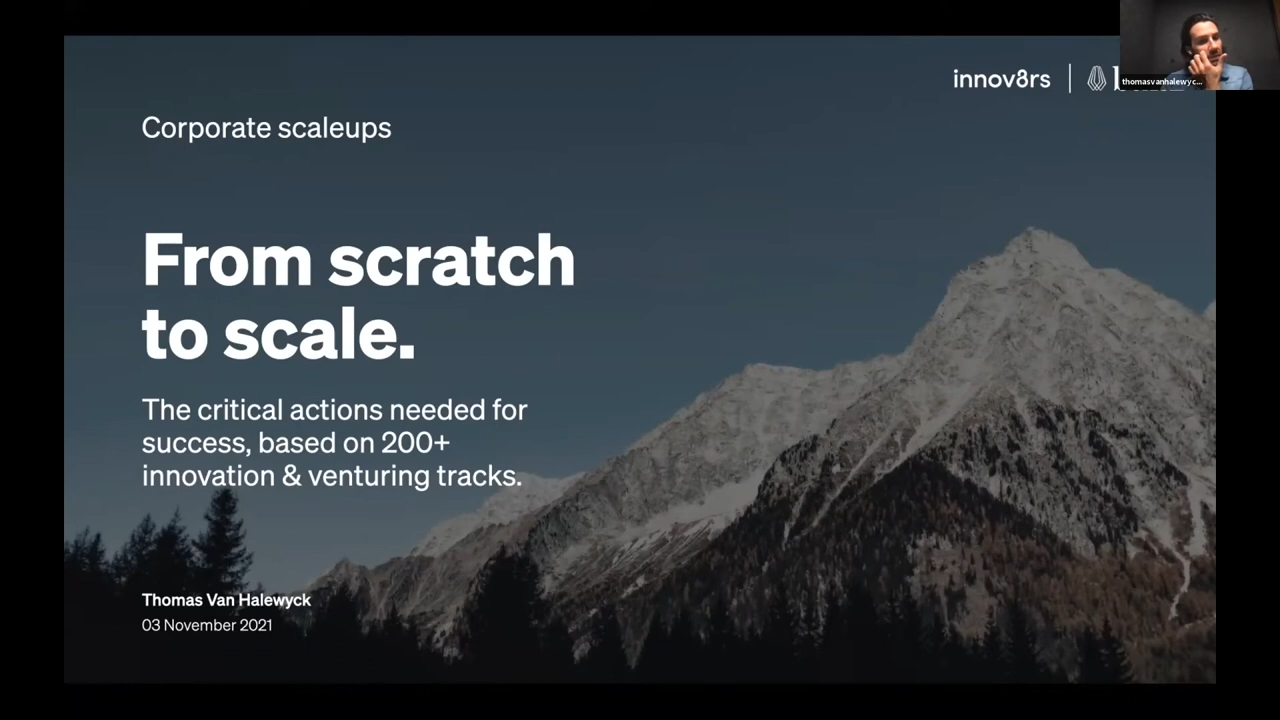 innov8rs
thomasvanhalewyc...
Corporate scaleups
From scratch
to scale.
The critical actions needed for
success, based on 200+
innovation & venturing tracks.
Thomas Van Halewyck
03 November 2021